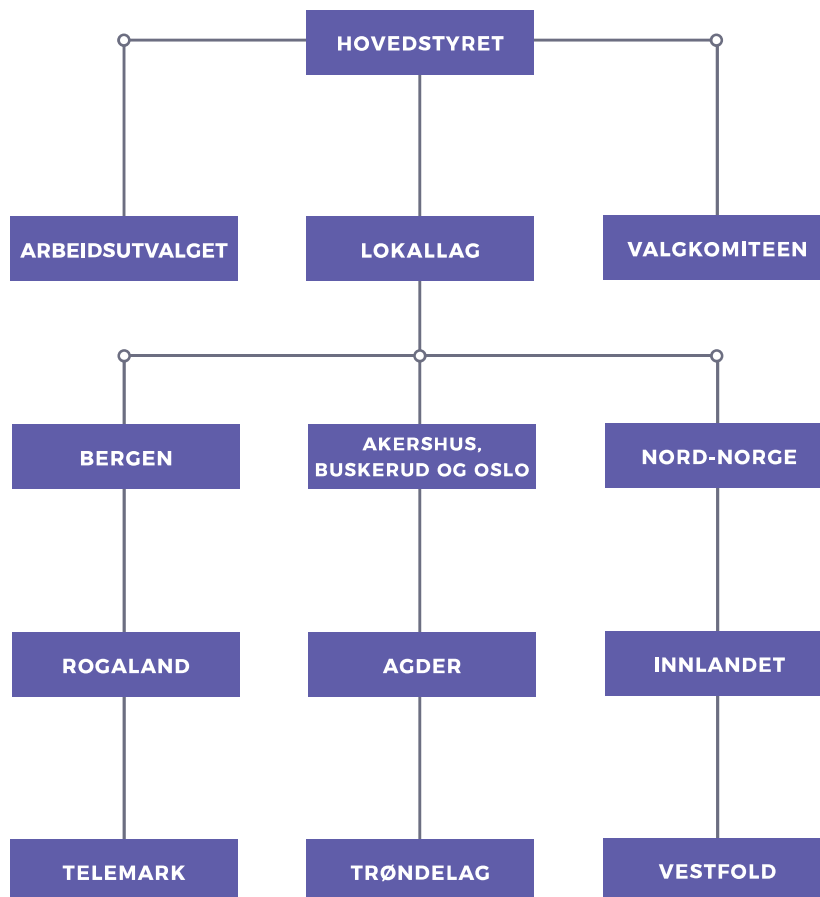 HOVEDSTYRET
ARBEIDSUTVALGET
LOKALLAG
VALGKOMITEEN
BERGEN
AKERSHUS,
BUSKERUD OG OSLO
NORD-NORGE
ROGALAND
AGDER
INNLANDET
TELEMARK
TRØNDELAG
VESTFOLD